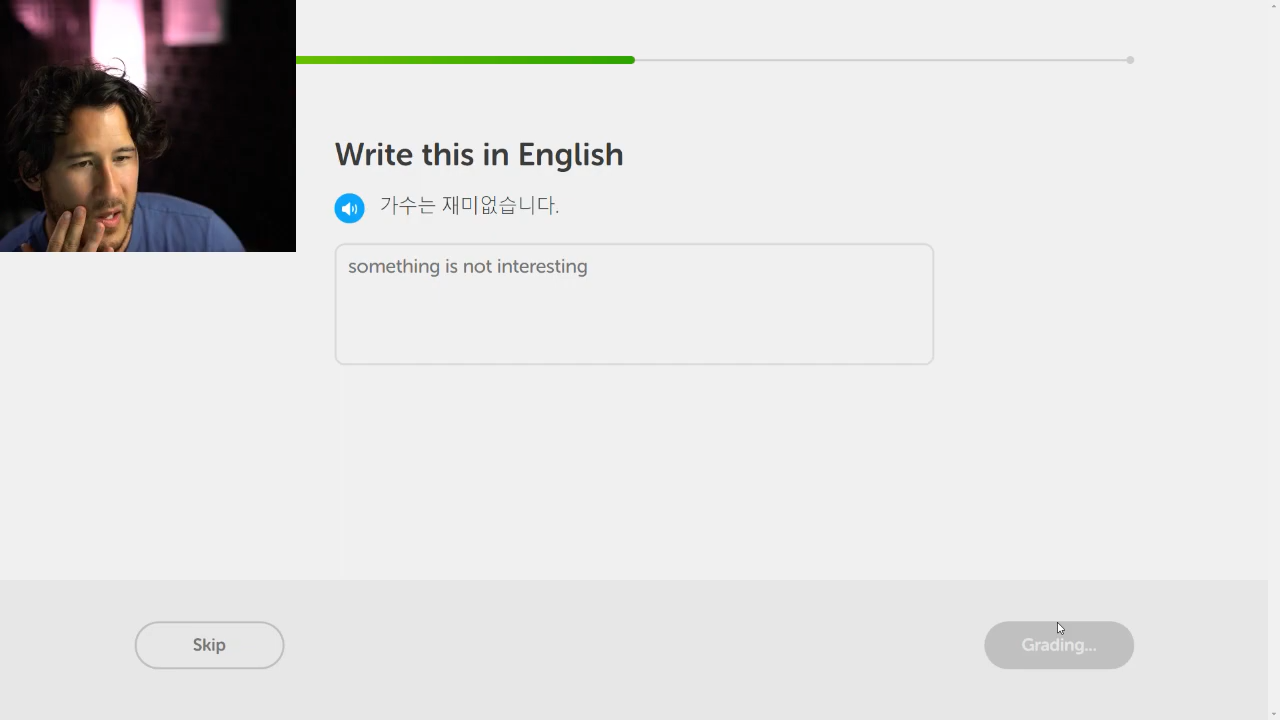 Write this in English
가수는 재미없습니다.
something is not interesting
Skip
Grading...